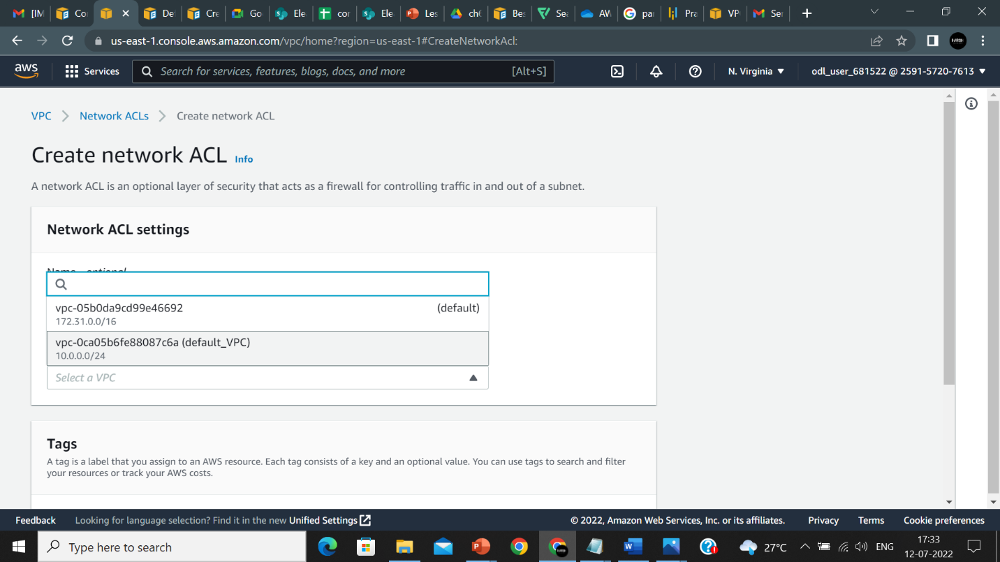 [IM
Co
De
Cre
Go
Ele
cor
Ele
Les
ch6
Bes
Sea
AW
pa
Pra
VP
Ser
us-east-1.console.aws.amazon.com/vpc/home?region=us-east-1#CreateNetworkAcl:
aws
Services
Search for services, features, blogs, docs, and more
[Alt+S]
N. Virginia
odl_user_681522 @ 2591-5720-7613
VPC
Network ACLs
Create network ACL
Create network ACL Info
A network ACL is an optional layer of security that acts as a firewall for controlling traffic in and out of a subnet.
Network ACL settings
Name - optional
vpc-05b0da9cd99e46692 (default)
172.31.0.0/16
vpc-0ca05b6fe88087c6a (default_VPC)
10.0.0.0/24
Select a VPC
Tags
A tag is a label that you assign to an AWS resource. Each tag consists of a key and an optional value. You can use tags to search and filter
your resources or track your AWS costs.
Feedback
Looking for language selection? Find it in the new Unified Settings
© 2022, Amazon Web Services, Inc. or its affiliates.
Privacy
Terms
Cookie preferences
Type here to search
27°C
ENG
17:33
12-07-2022